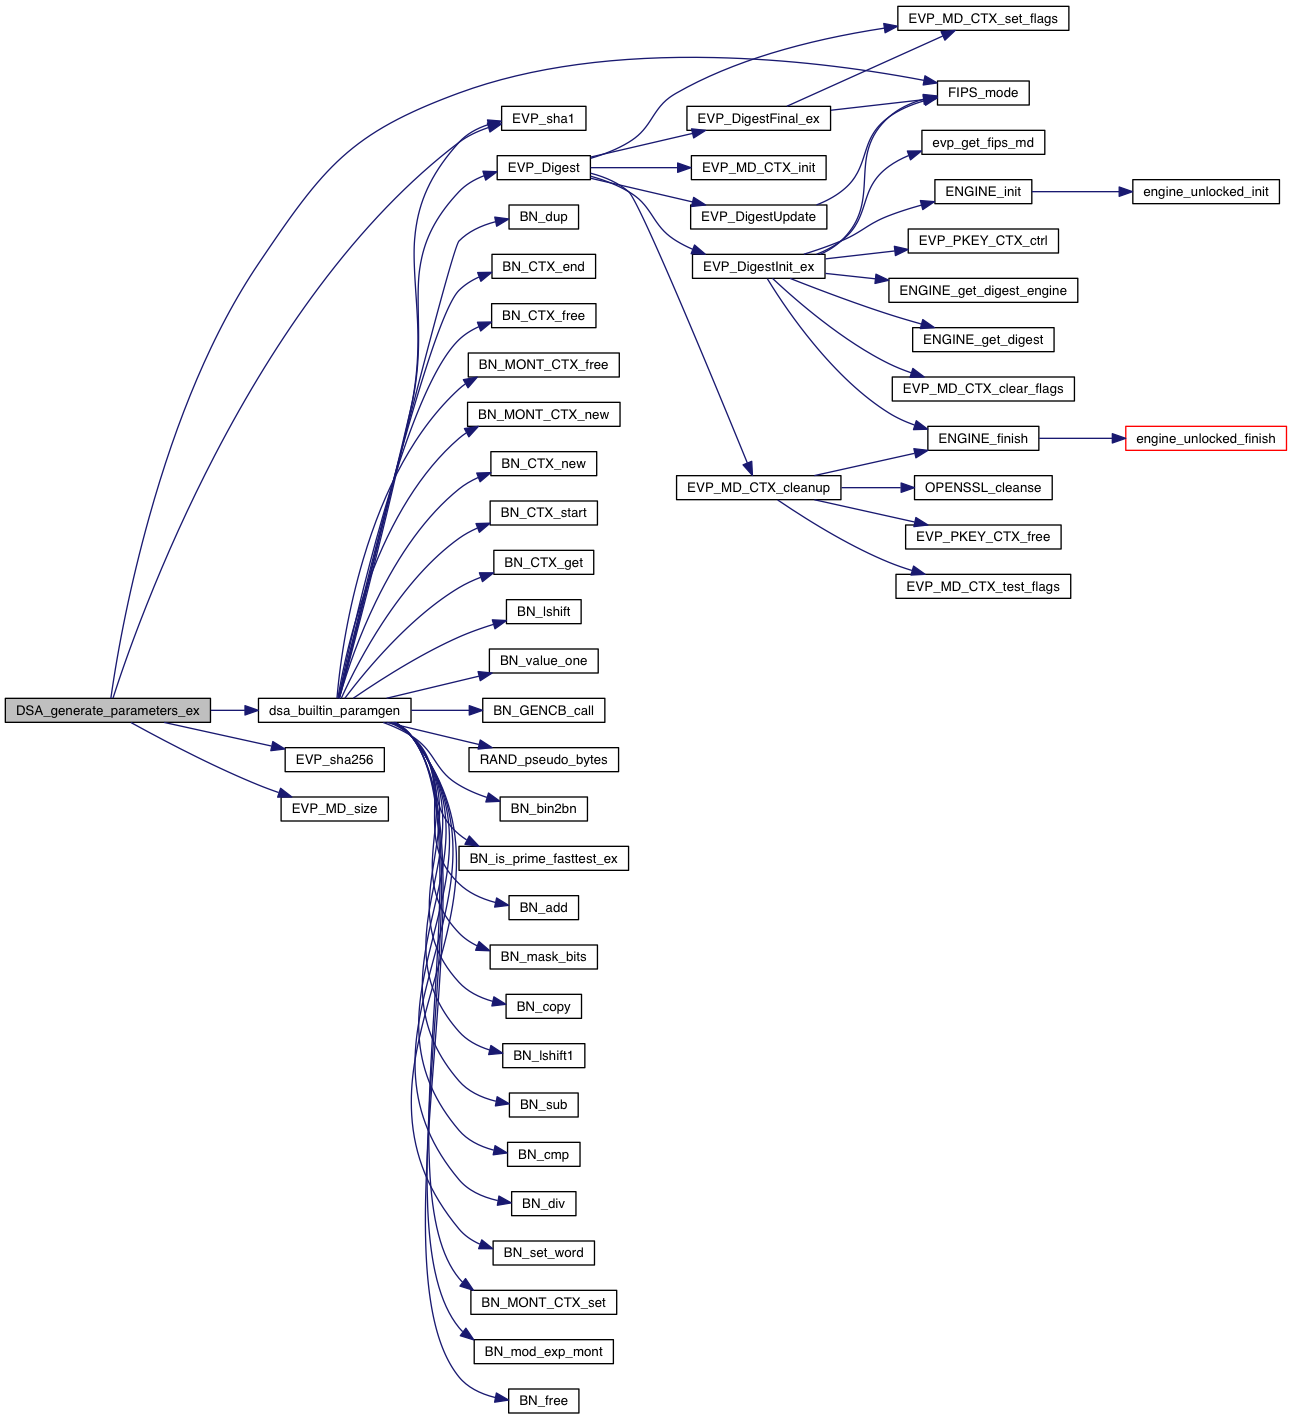 EVP_MD_CTX_set_flags
FIPS_mode
EVP_sha1
EVP_DigestFinal_ex
evp_get_fips_md
EVP_Digest
EVP_MD_CTX_init
ENGINE_init
engine_unlocked_init
BN_dup
EVP_DigestUpdate
EVP_PKEY_CTX_ctrl
BN_CTX_end
EVP_DigestInit_ex
ENGINE_get_digest_engine
BN_CTX_free
ENGINE_get_digest
BN_MONT_CTX_free
EVP_MD_CTX_clear_flags
BN_MONT_CTX_new
ENGINE_finish
engine_unlocked_finish
BN_CTX_new
EVP_MD_CTX_cleanup
OPENSSL_cleanse
BN_CTX_start
EVP_PKEY_CTX_free
BN_CTX_get
EVP_MD_CTX_test_flags
BN_lshift
BN_value_one
DSA_generate_parameters_ex
dsa_builtin_paramgen
BN_GENCB_call
EVP_sha256
RAND_pseudo_bytes
EVP_MD_size
BN_bin2bn
BN_is_prime_fasttest_ex
BN_add
BN_mask_bits
BN_copy
BN_lshift1
BN_sub
BN_cmp
BN_div
BN_set_word
BN_MONT_CTX_set
BN_mod_exp_mont
BN_free